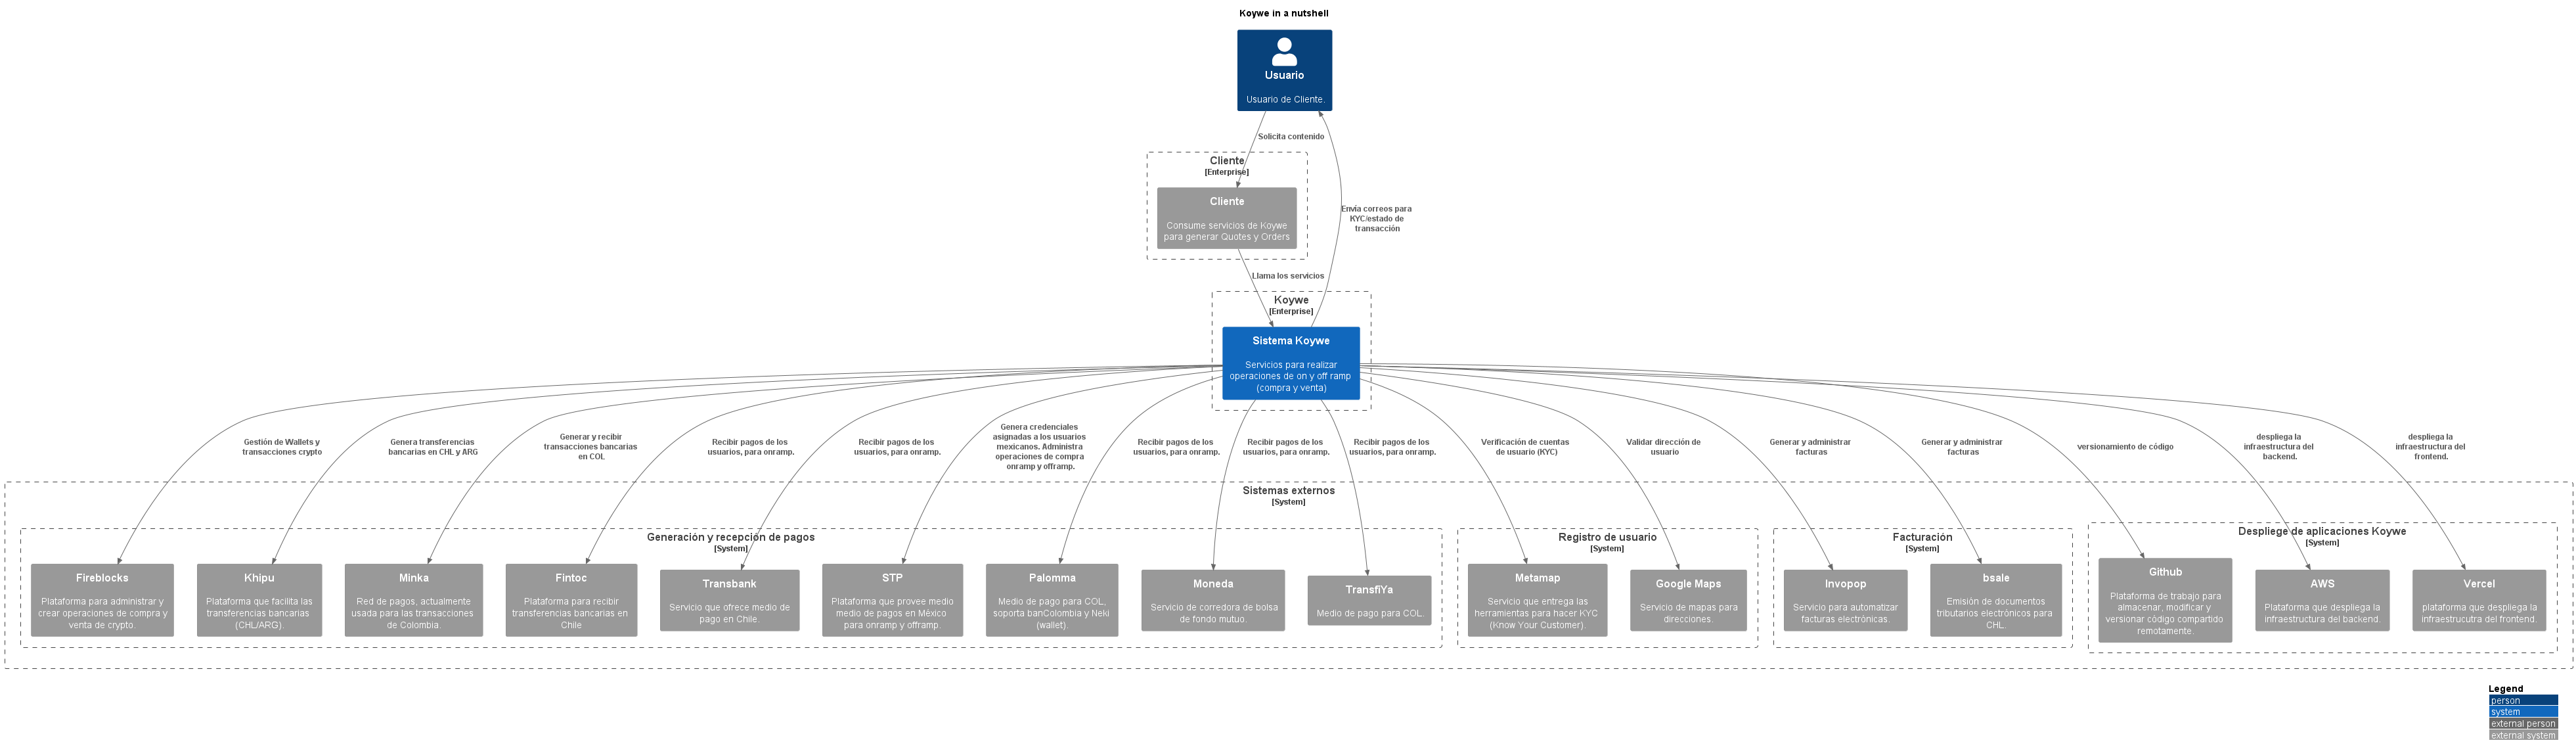 Koywe in a nutshell
Usuario
Usuario de Cliente.
Solicita contenido
Cliente
[Enterprise]
Cliente
Consume servicios de Koywe
para generar Quotes y Orders
Envía correos para
KYC/estado de
transacción
Llama los servicios
Koywe
[Enterprise]
Sistema Koywe
Servicios para realizar
operaciones de on y off ramp
(compra y venta)
Gestión de Wallets y
transacciones crypto
Genera transferencias
bancarias en CHL y ARG
Generar y recibir
transacciones bancarias
en COL
Recibir pagos de los
usuarios, para onramp.
Recibir pagos de los
usuarios, para onramp.
Genera credenciales
asignadas a los usuarios
mexicanos. Administra
operaciones de compra
onramp y offramp.
Recibir pagos de los
usuarios, para onramp.
Recibir pagos de los
usuarios, para onramp.
Recibir pagos de los
usuarios, para onramp.
Verificación de cuentas
de usuario (KYC)
Validar dirección de
usuario
Generar y administrar
facturas
Generar y administrar
facturas
versionamiento de código
despliega la
infraestructura del
backend.
despliega la
infraestructura del
frontend.
Sistemas externos
[System]
Generación y recepción de pagos
[System]
Fireblocks
Plataforma para administrar y
crear operaciones de compra y
venta de crypto.
Khipu
Plataforma que facilita las
transferencias bancarias
(CHL/ARG).
Minka
Red de pagos, actualmente
usada para las transacciones
de Colombia.
Fintoc
Plataforma para recibir
transferencias bancarias en
Chile
Transbank
Servicio que ofrece medio de
pago en Chile.
STP
Plataforma que provee medio
medio de pagos en México
para onramp y offramp.
Palomma
Medio de pago para COL,
soporta banColombia y Neki
(wallet).
Moneda
Servicio de corredora de bolsa
de fondo mutuo.
TransfiYa
Medio de pago para COL.
Registro de usuario
[System]
Metamap
Servicio que entrega las
herramientas para hacer KYC
(Know Your Customer).
Google Maps
Servicio de mapas para
direcciones.
Facturación
[System]
Invopop
Servicio para automatizar
facturas electrónicas.
bsale
Emisión de documentos
tributarios electrónicos para
CHL.
Despliege de aplicaciones Koywe
[System]
Github
Plataforma de trabajo para
almacenar, modificar y
versionar código compartido
remotamente.
AWS
Plataforma que despliega la
infraestructura del backend.
Vercel
plataforma que despliega la
infraestrucutra del frontend.
Legend
person
system
external person
external system